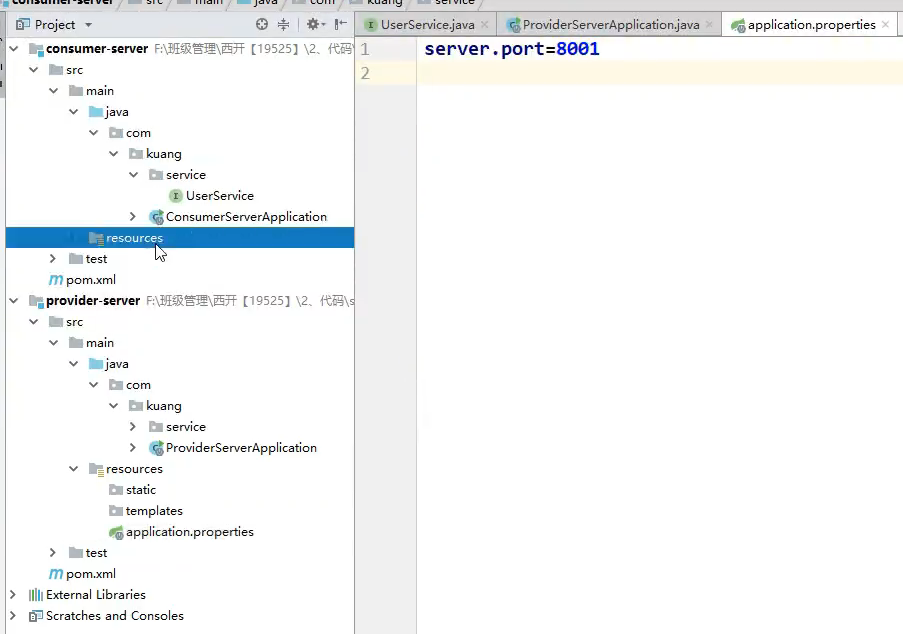 consumer-server src main java com kuang service
Project
UserService.java ProviderServerApplication.java application.properties
consumer-server F:\班级管理\西开【19525】\2、代码\
src
main
java
com
kuang
service
UserService
ConsumerServerApplication
resources
test
pom.xml
provider-server F:\班级管理\西开【19525】\2、代码\s
src
main
java
com
kuang
service
ProviderServerApplication
resources
static
templates
application.properties
test
pom.xml
External Libraries
Scratches and Consoles
1 server.port=8001
2